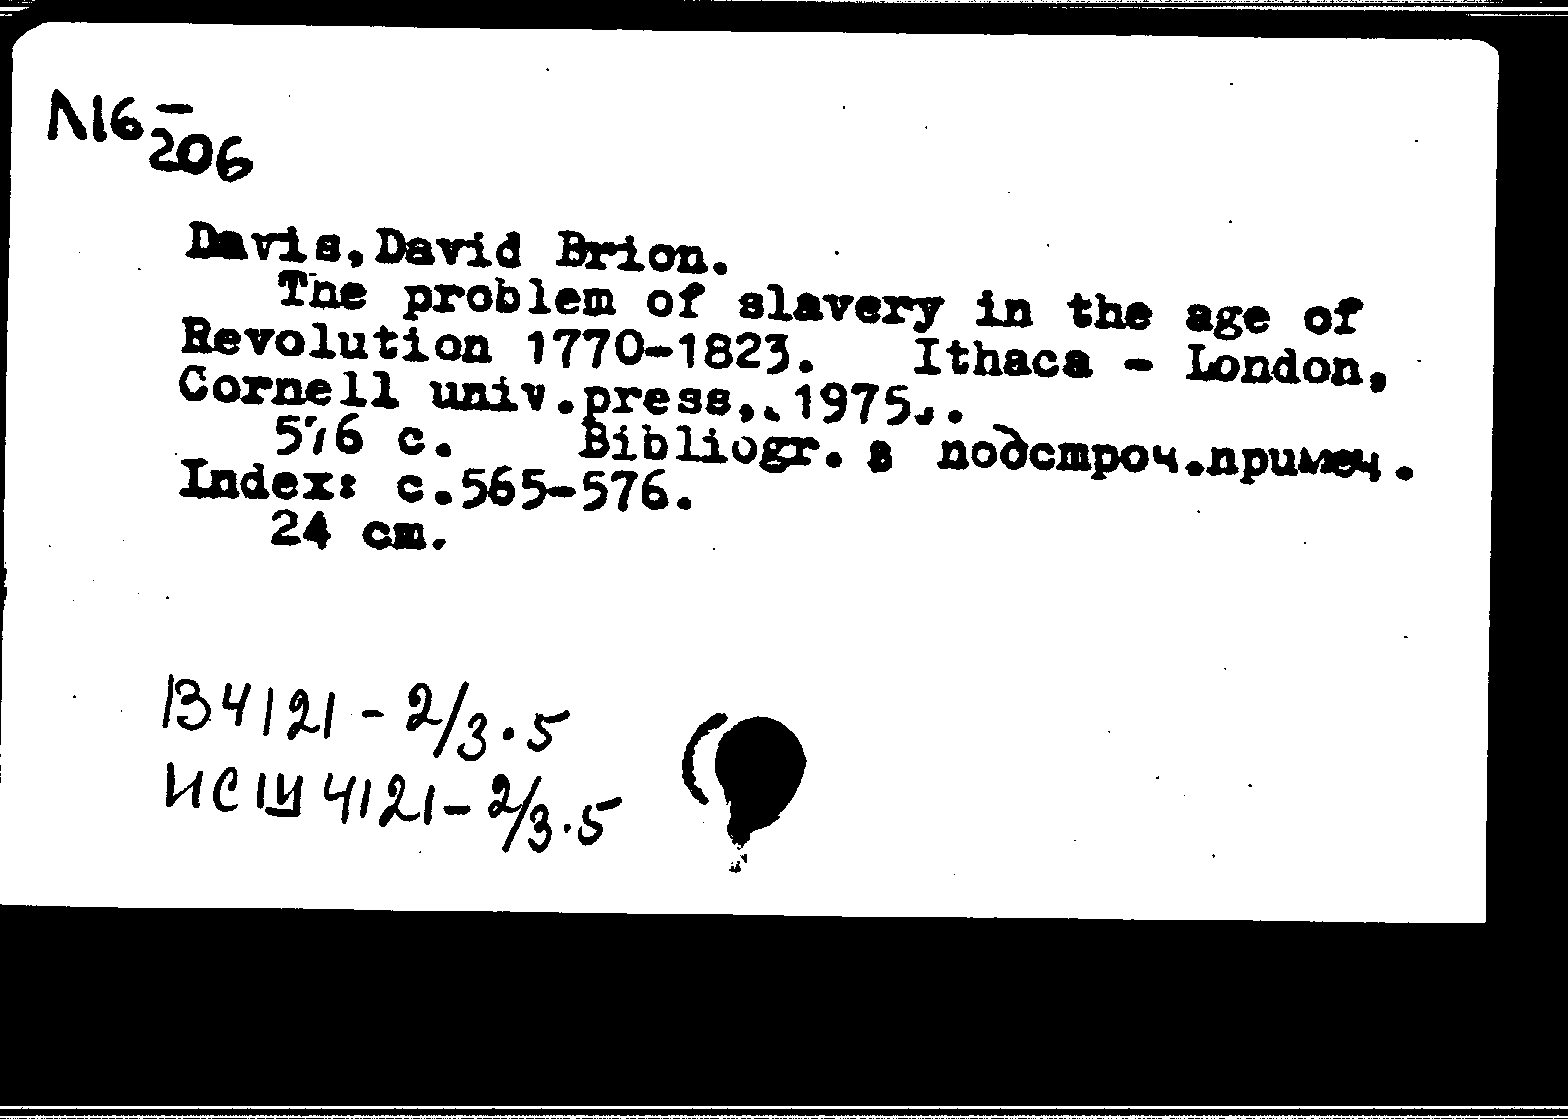 Л16-
206
Davis, David Brion.
The problem of slavery in the age of
Revolution 1770-1823. Ithaca - London,
Cornell univ.press, 1975.
576 c. Bibliogr. в подстроч.примеч.
Index: c.565-576.
24 cm.
В4121-2/3.5
ИСШ 4121-2/3.5